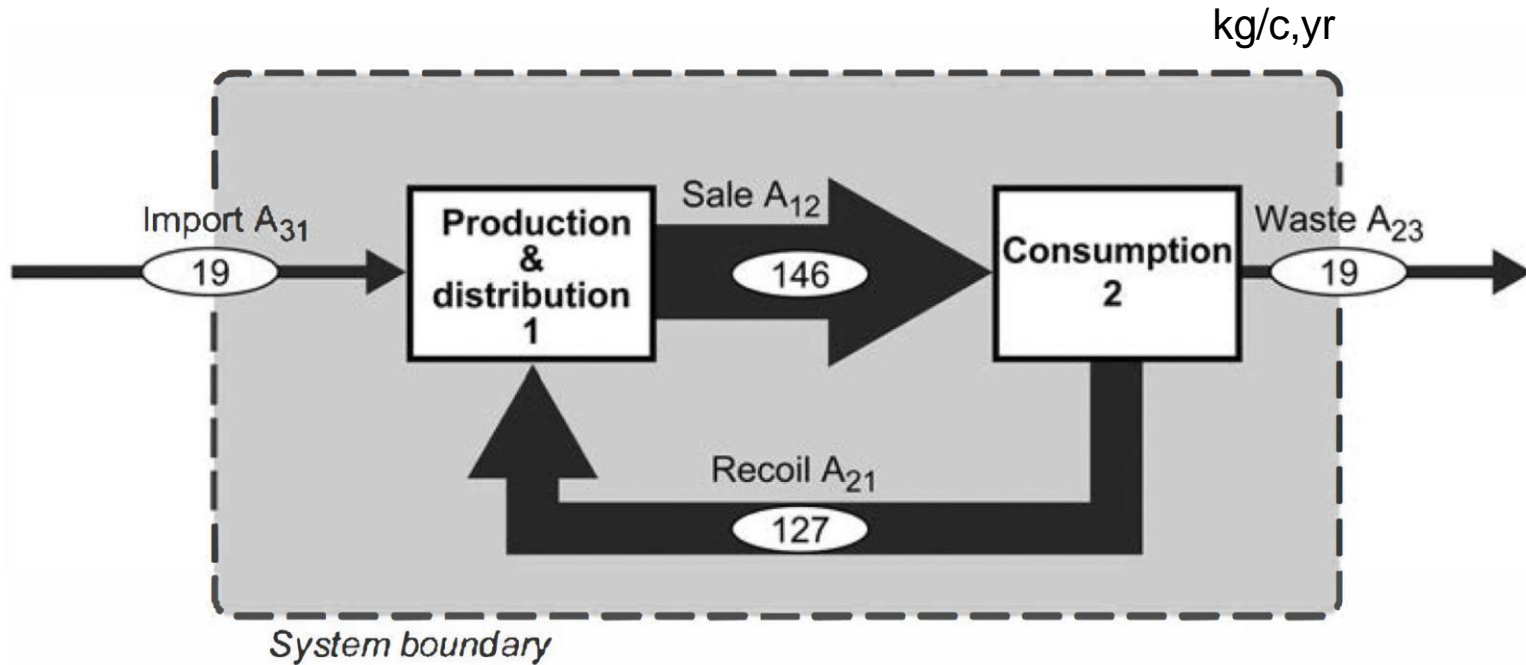 kg/c,yr
Import A₃₁
19
Production
&
distribution
1
Sale A₁₂
146
Consumption
2
Waste A₂₃
19
Recoil A₂₁
127
System boundary